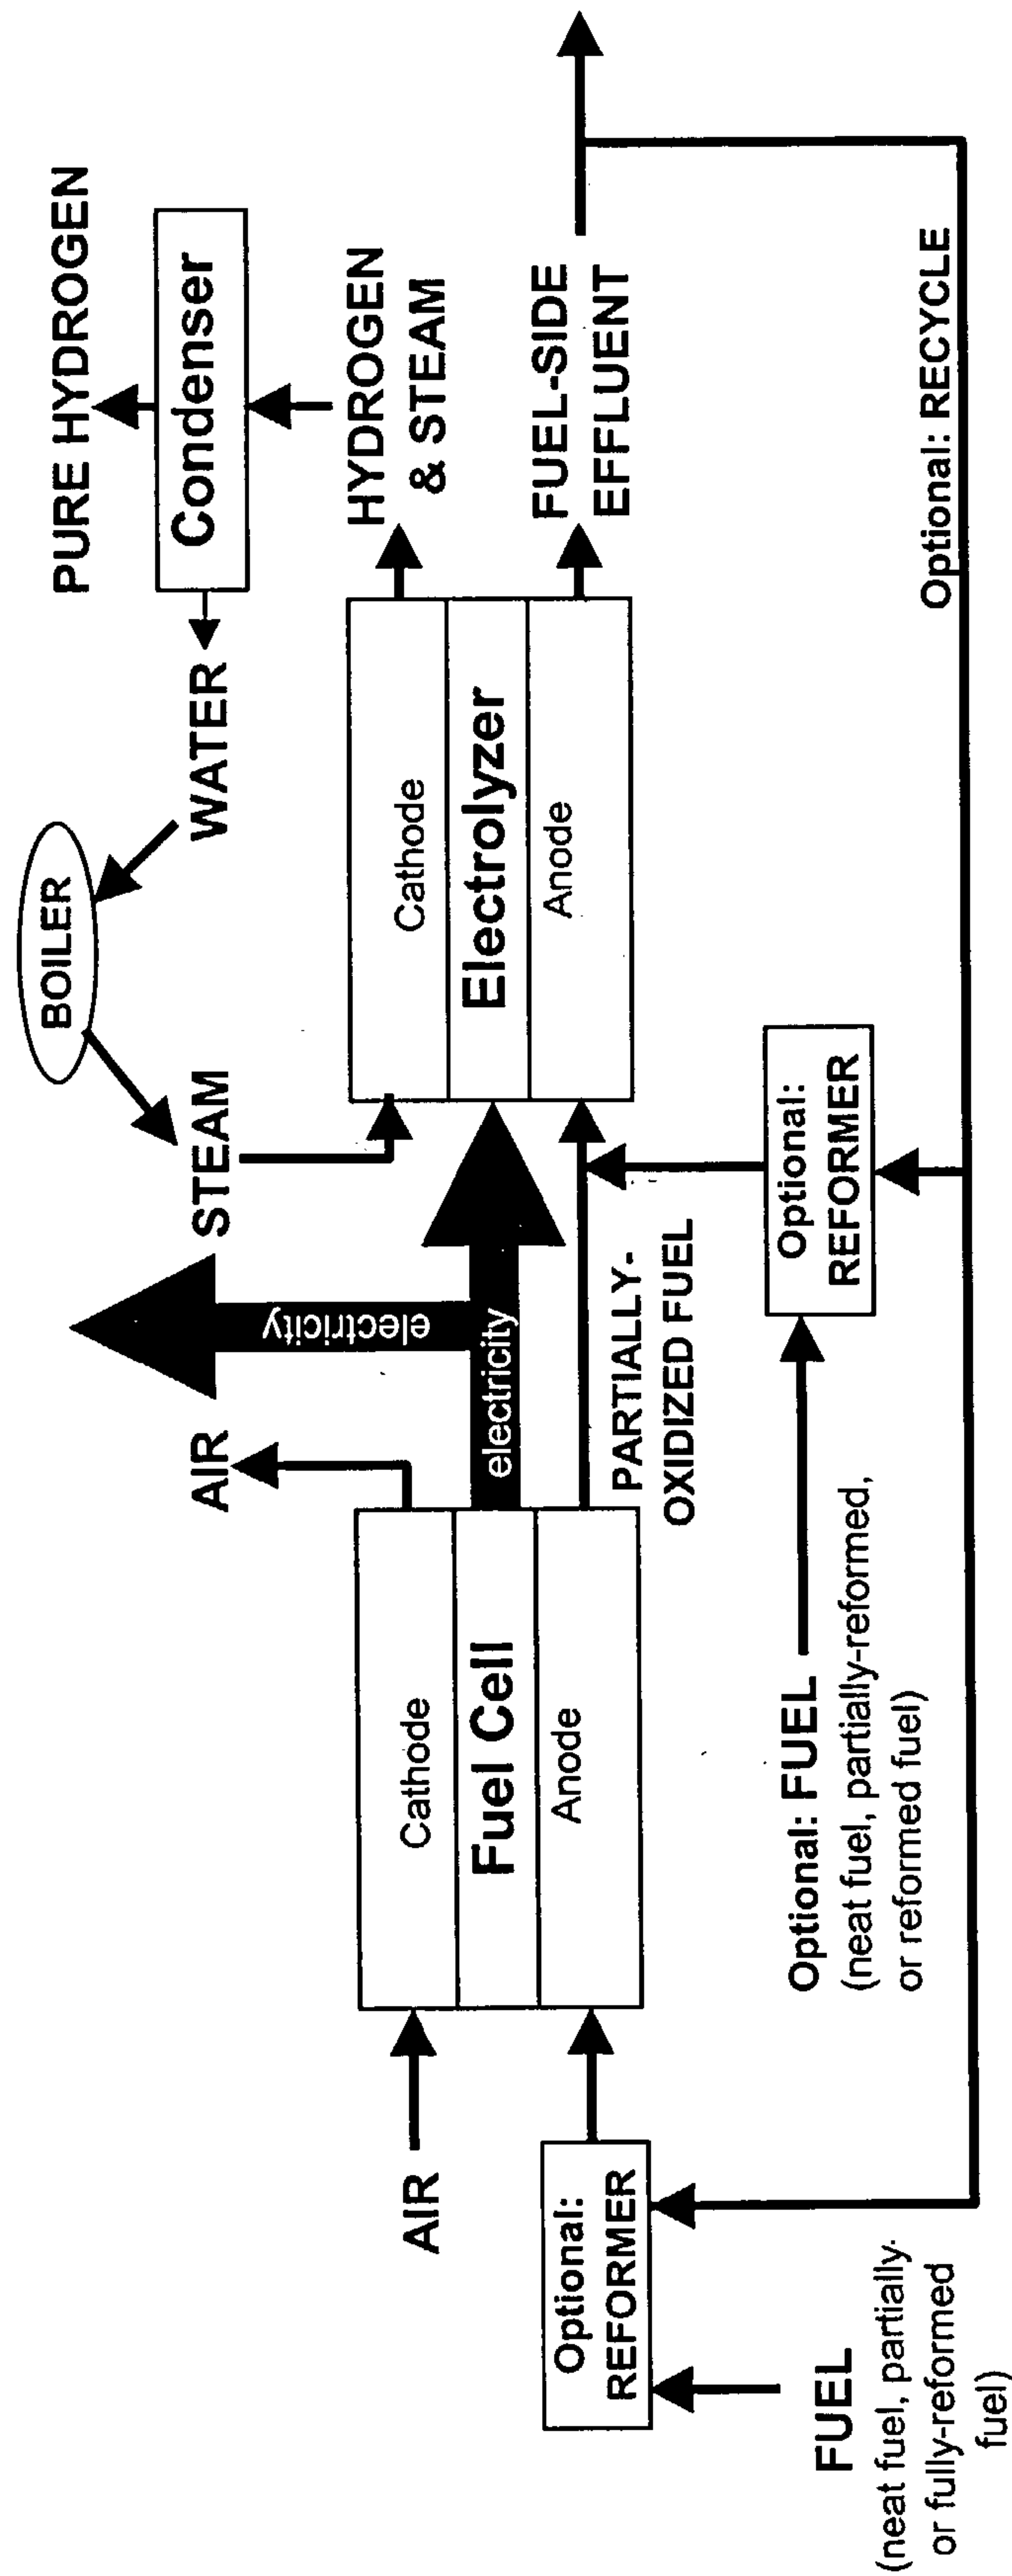 PURE HYDROGEN
Condenser
BOILER
WATER
STEAM
HYDROGEN
& STEAM
AIR
electricity
electricity
Cathode
Fuel Cell
Anode
Cathode
Electrolyzer
Anode
FUEL-SIDE
EFFLUENT
AIR
PARTIALLY-
OXIDIZED FUEL
Optional:
REFORMER
Optional:
REFORMER
FUEL
(neat fuel, partially-
or fully-reformed
fuel)
Optional: FUEL
(neat fuel, partially-reformed,
or reformed fuel)
Optional: RECYCLE